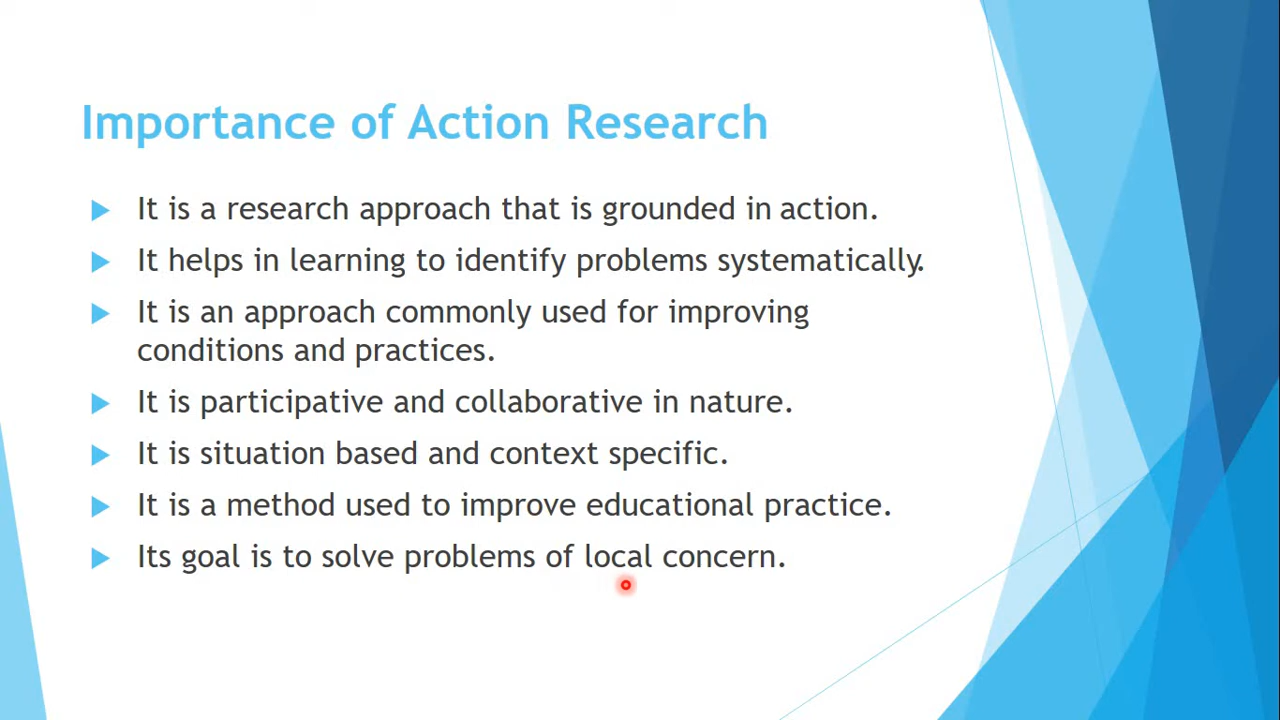 Importance of Action Research
It is a research approach that is grounded in action.
It helps in learning to identify problems systematically.
It is an approach commonly used for improving
conditions and practices.
It is participative and collaborative in nature.
It is situation based and context specific.
It is a method used to improve educational practice.
Its goal is to solve problems of local concern.